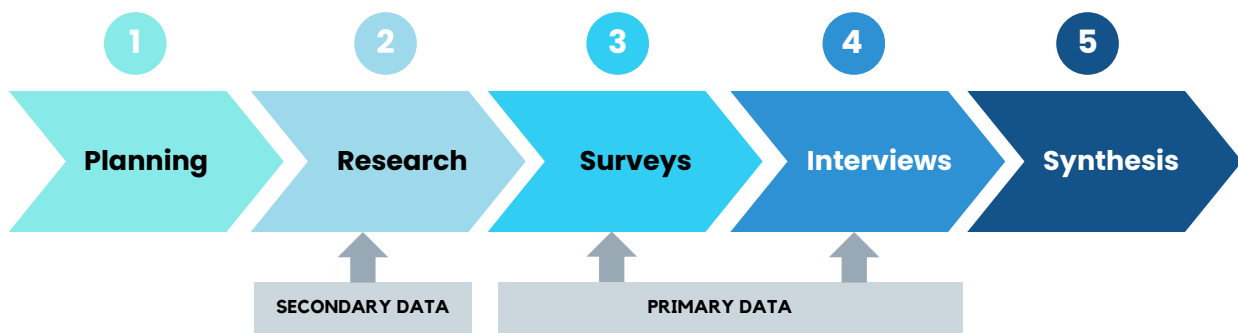 1 2 3 4 5
Planning Research Surveys Interviews Synthesis
SECONDARY DATA PRIMARY DATA